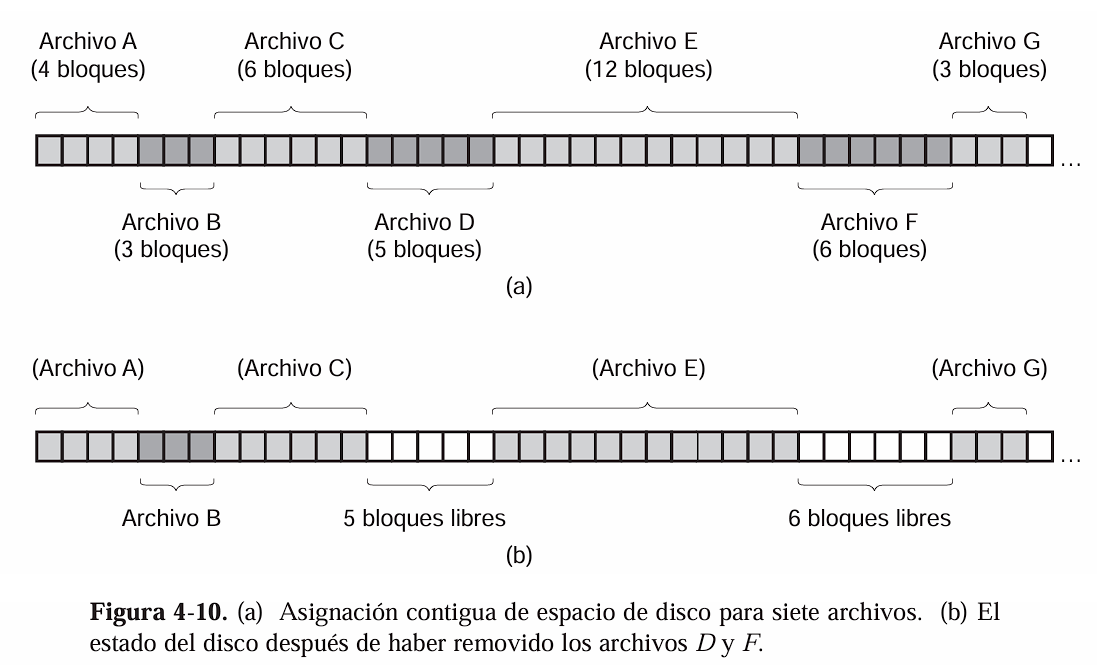 Archivo A Archivo C Archivo E Archivo G
(4 bloques) (6 bloques) (12 bloques) (3 bloques)
...
Archivo B Archivo D Archivo F
(3 bloques) (5 bloques) (6 bloques)
(a)
(Archivo A) (Archivo C) (Archivo E) (Archivo G)
...
Archivo B 5 bloques libres 6 bloques libres
(b)
Figura 4-10. (a) Asignación contigua de espacio de disco para siete archivos. (b) El
estado del disco después de haber removido los archivos D y F.